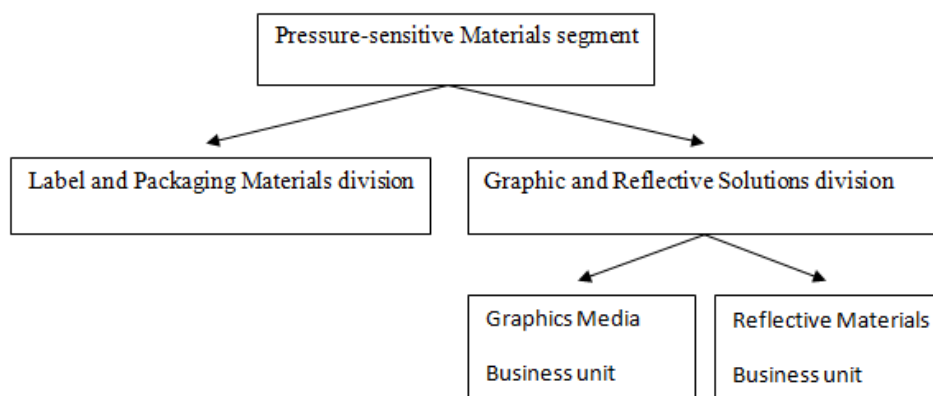 Pressure-sensitive Materials segment
Label and Packaging Materials division
Graphic and Reflective Solutions division
Graphics Media
Business unit
Reflective Materials
Business unit